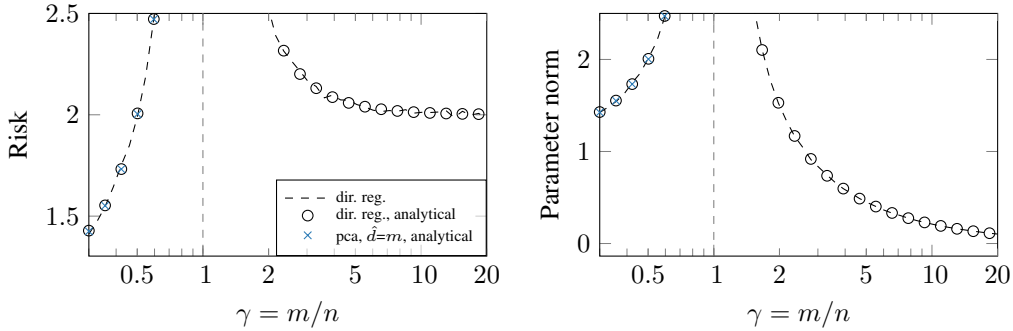 2.5
2
1.5
Risk
0.5
1
2
5
10
20
γ = m/n
dir. reg.
dir. reg., analytical
pca, d̂=m, analytical
2
1
0
Parameter norm
0.5
1
2
5
10
20
γ = m/n